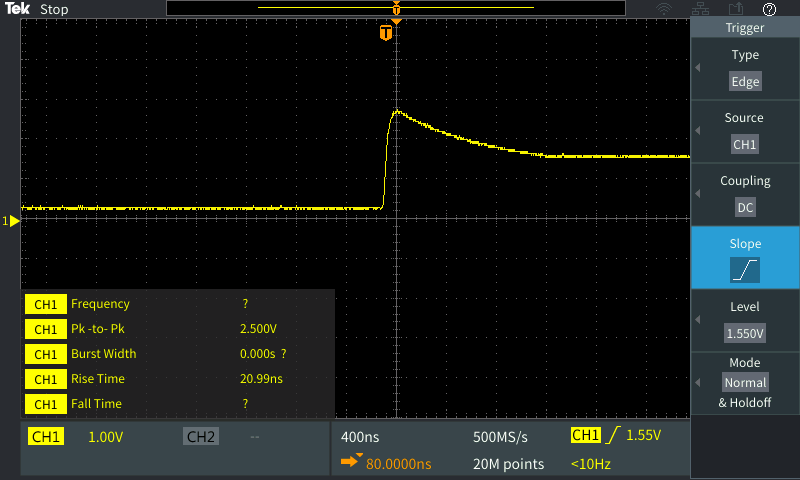 Tek Stop
T
T
?
Trigger
Type
Edge
Source
CH1
Coupling
DC
Slope
Level
1.550V
Mode
Normal
& Holdoff
1
CH1 Frequency ?
CH1 Pk -to- Pk 2.500V
CH1 Burst Width 0.000s ?
CH1 Rise Time 20.99ns
CH1 Fall Time ?
CH1 1.00V CH2 --
400ns 500MS/s CH1 1.55V
80.0000ns 20M points <10Hz